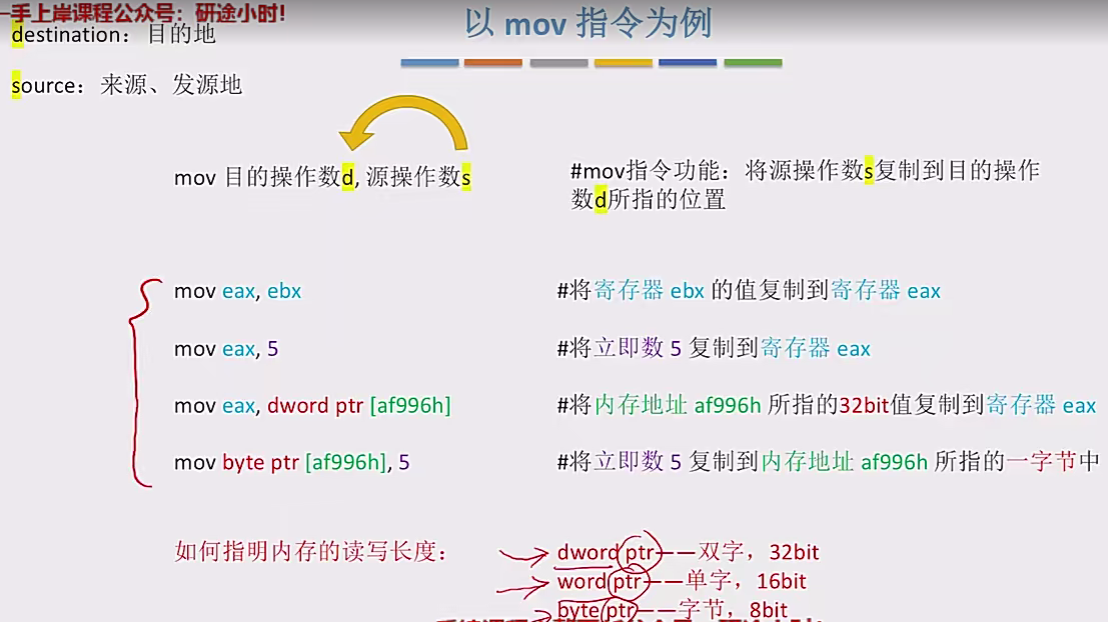 一手上岸课程公众号：研途小时!
以 mov 指令为例
destination：目的地
source：来源、发源地
mov 目的操作数d, 源操作数s
#mov指令功能：将源操作数s复制到目的操作
数d所指的位置
mov eax, ebx
#将寄存器 ebx 的值复制到寄存器 eax
mov eax, 5
#将立即数 5 复制到寄存器 eax
mov eax, dword ptr [af996h]
#将内存地址 af996h 所指的32bit值复制到寄存器 eax
mov byte ptr [af996h], 5
#将立即数 5 复制到内存地址 af996h 所指的一字节中
如何指明内存的读写长度：
dword ptr——双字，32bit
word ptr——单字，16bit
byte ptr——字节，8bit